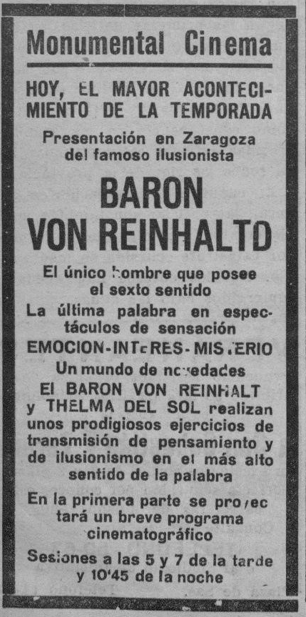 Monumental Cinema
HOY, EL MAYOR ACONTECI-
MIENTO DE LA TEMPORADA
Presentación en Zaragoza
del famoso ilusionista
BARON
VON REINHALTD
El único hombre que posee
el sexto sentido
La última palabra en espec-
táculos de sensación
EMOCION-INTERES-MISTERIO
Un mundo de novedades
El BARON VON REINHALT
y THELMA DEL SOL realizan
unos prodigiosos ejercicios de
transmisión de pensamiento y
de ilusionismo en el más alto
sentido de la palabra
En la primera parte se proyec
tará un breve programa
cinematográfico
Sesiones a las 5 y 7 de la tarde
y 10'45 de la noche